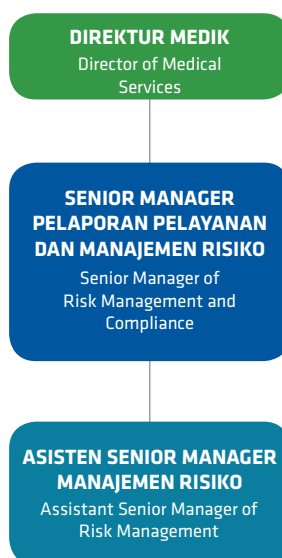 DIREKTUR MEDIK
Director of Medical
Services
SENIOR MANAGER
PELAPORAN PELAYANAN
DAN MANAJEMEN RISIKO
Senior Manager of
Risk Management and
Compliance
ASISTEN SENIOR MANAGER
MANAJEMEN RISIKO
Assistant Senior Manager of
Risk Management